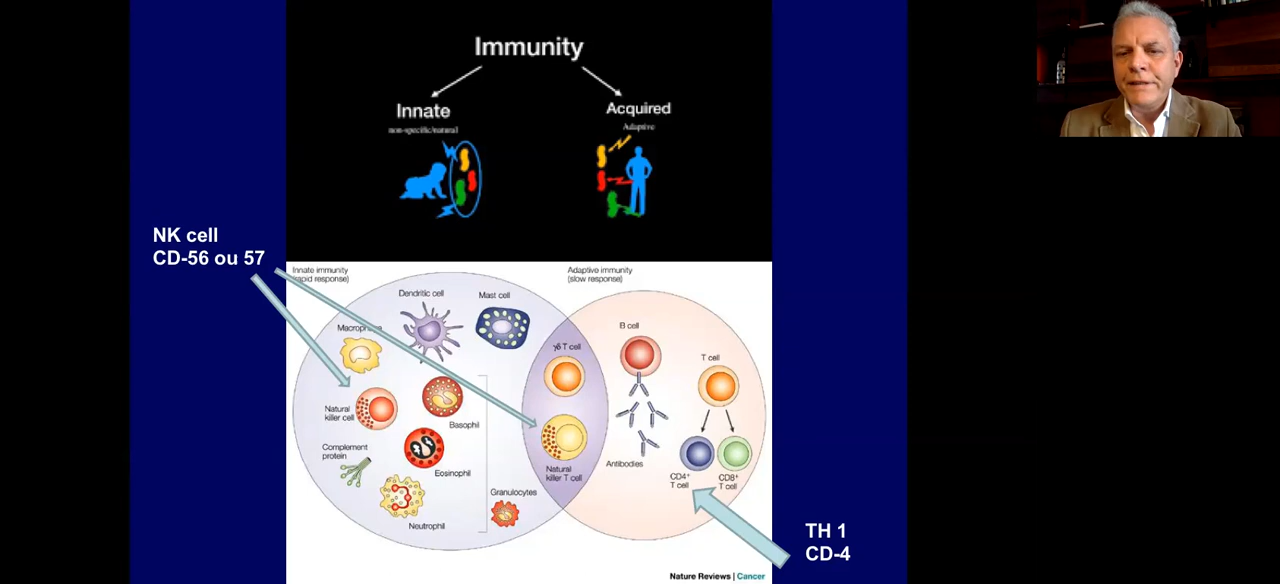 Immunity
Innate
non-specific/natural
Acquired
Adaptive
NK cell
CD-56 ou 57
Innate immunity
(rapid response)
Adaptive immunity
(slow response)
Dendritic cell
Mast cell
Macrophage
γδ T cell
B cell
T cell
Natural
killer cell
Basophil
Complement
protein
Eosinophil
Natural
killer T cell
Antibodies
CD4⁺
T cell
CD8⁺
T cell
Granulocytes
Neutrophil
TH 1
CD-4
Nature Reviews | Cancer